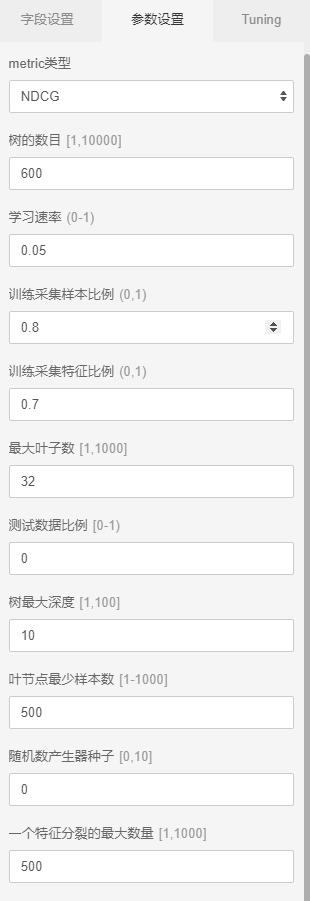 字段设置 参数设置 Tuning
metric类型
NDCG
树的数目 [1,10000]
600
学习速率 (0-1)
0.05
训练采集样本比例 (0,1)
0.8
训练采集特征比例 (0,1)
0.7
最大叶子数 [1,1000]
32
测试数据比例 [0-1)
0
树最大深度 [1,100]
10
叶节点最少样本数 [1-1000]
500
随机数产生器种子 [0,10]
0
一个特征分裂的最大数量 [1,1000]
500